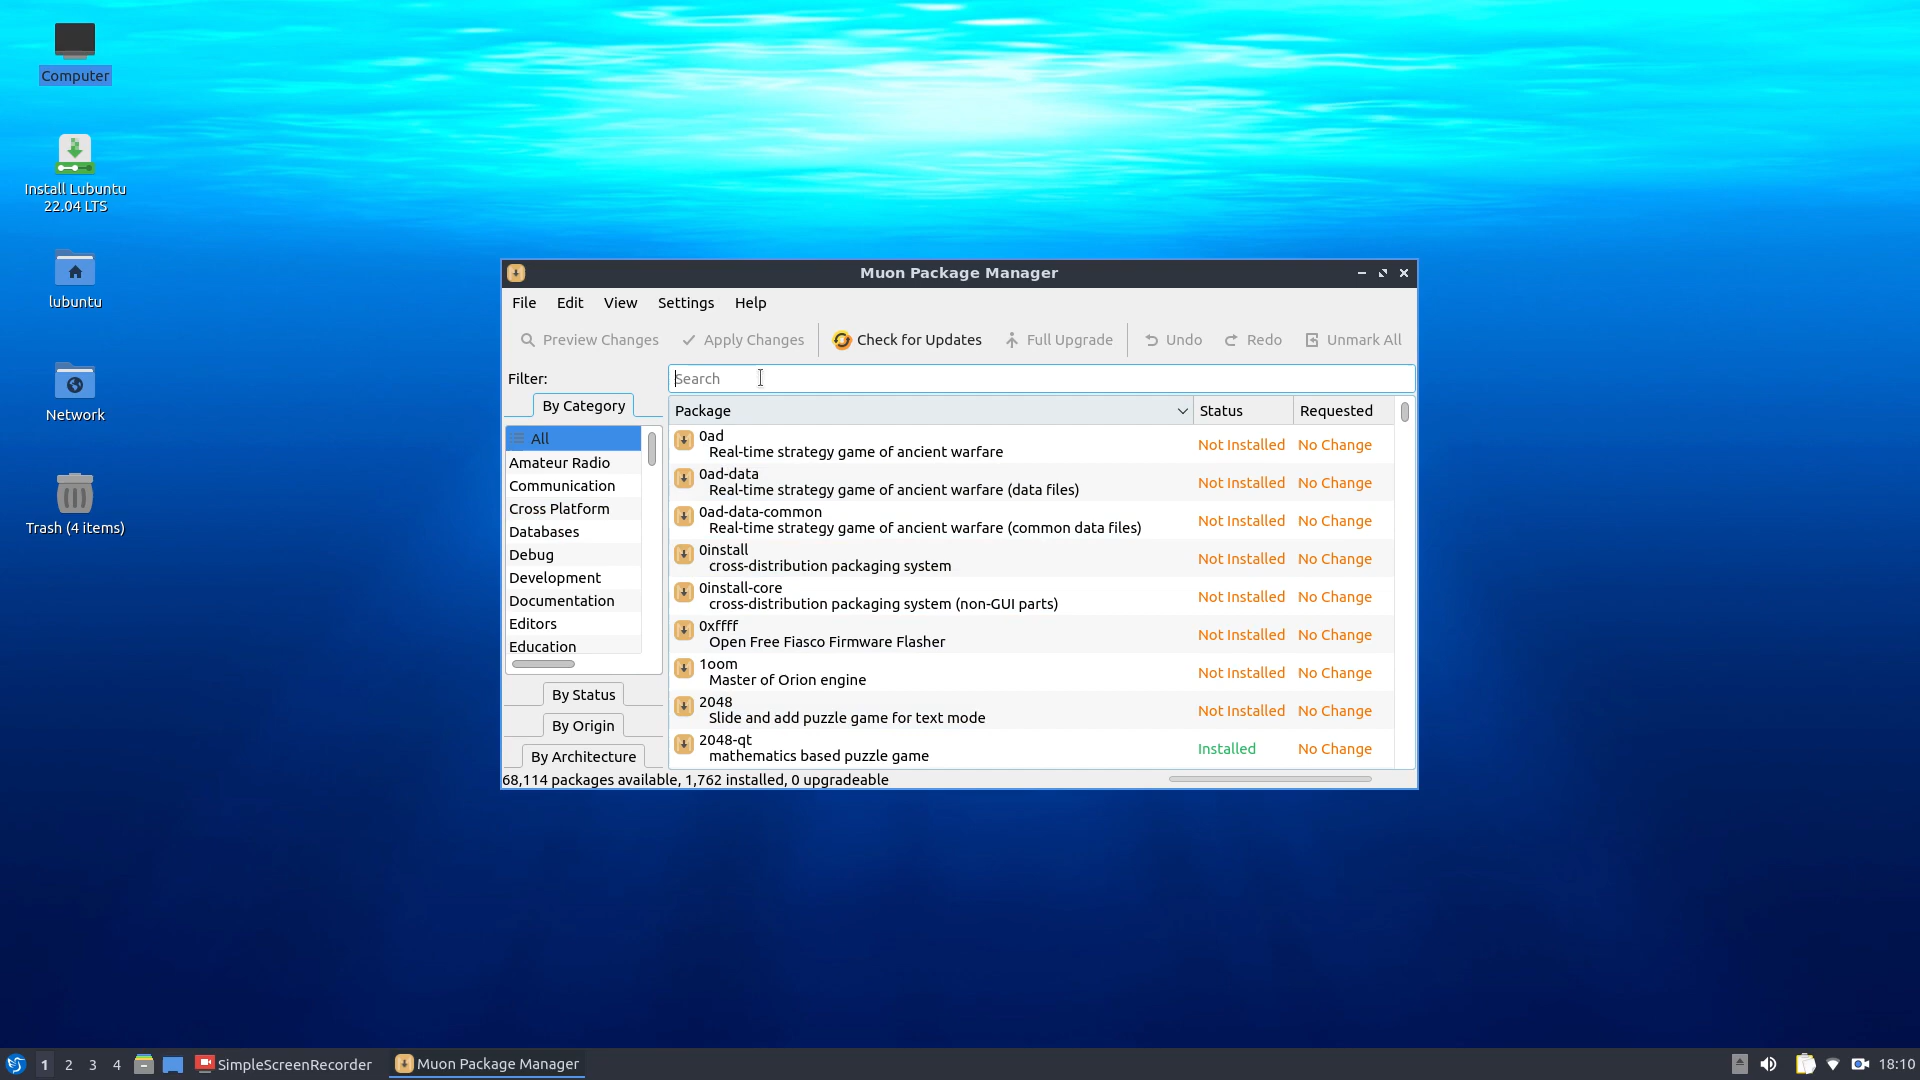 Computer
Install Lubuntu
22.04 LTS
lubuntu
Network
Trash (4 items)
Muon Package Manager
File Edit View Settings Help
Preview Changes Apply Changes Check for Updates Full Upgrade Undo Redo Unmark All
Filter:
Search
By Category
All
Amateur Radio
Communication
Cross Platform
Databases
Debug
Development
Documentation
Editors
Education
By Status
By Origin
By Architecture
Package Status Requested
0ad
Real-time strategy game of ancient warfare
Not Installed No Change
0ad-data
Real-time strategy game of ancient warfare (data files)
Not Installed No Change
0ad-data-common
Real-time strategy game of ancient warfare (common data files)
Not Installed No Change
0install
cross-distribution packaging system
Not Installed No Change
0install-core
cross-distribution packaging system (non-GUI parts)
Not Installed No Change
0xffff
Open Free Fiasco Firmware Flasher
Not Installed No Change
1oom
Master of Orion engine
Not Installed No Change
2048
Slide and add puzzle game for text mode
Not Installed No Change
2048-qt
mathematics based puzzle game
Installed No Change
68,114 packages available, 1,762 installed, 0 upgradeable
1 2 3 4 SimpleScreenRecorder Muon Package Manager 18:10